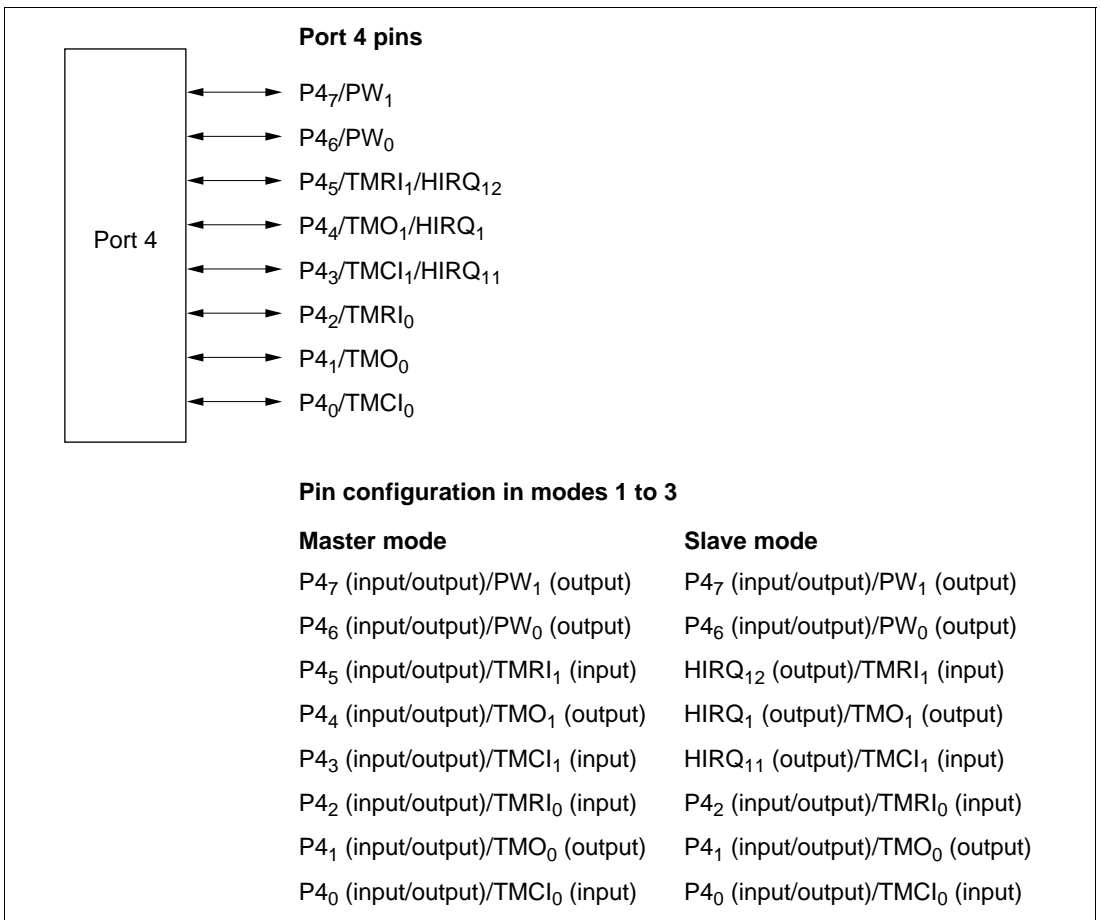 Port 4 pins
P4₇/PW₁
P4₆/PW₀
P4₅/TMRI₁/HIRQ₁₂
P4₄/TMO₁/HIRQ₁
Port 4
P4₃/TMCI₁/HIRQ₁₁
P4₂/TMRI₀
P4₁/TMO₀
P4₀/TMCI₀
Pin configuration in modes 1 to 3
Master mode Slave mode
P4₇ (input/output)/PW₁ (output) P4₇ (input/output)/PW₁ (output)
P4₆ (input/output)/PW₀ (output) P4₆ (input/output)/PW₀ (output)
P4₅ (input/output)/TMRI₁ (input) HIRQ₁₂ (output)/TMRI₁ (input)
P4₄ (input/output)/TMO₁ (output) HIRQ₁ (output)/TMO₁ (output)
P4₃ (input/output)/TMCI₁ (input) HIRQ₁₁ (output)/TMCI₁ (input)
P4₂ (input/output)/TMRI₀ (input) P4₂ (input/output)/TMRI₀ (input)
P4₁ (input/output)/TMO₀ (output) P4₁ (input/output)/TMO₀ (output)
P4₀ (input/output)/TMCI₀ (input) P4₀ (input/output)/TMCI₀ (input)